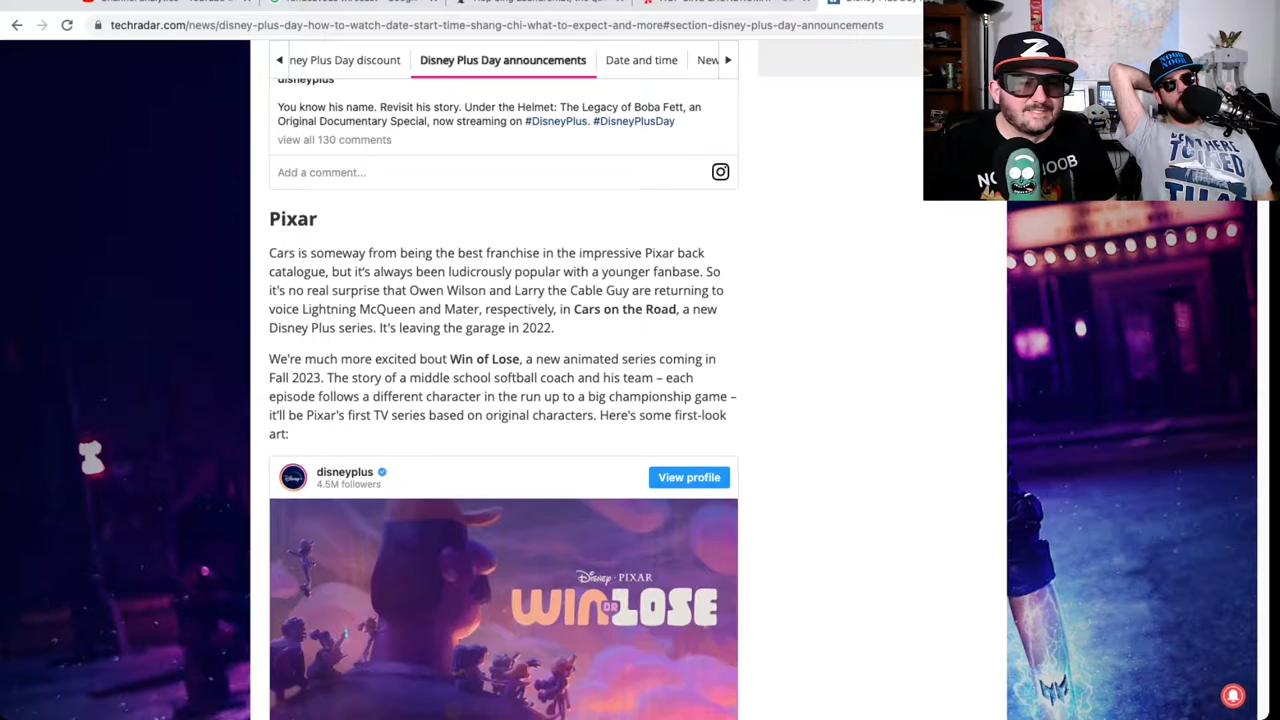 techradar.com/news/disney-plus-day-how-to-watch-date-start-time-shang-chi-what-to-expect-and-more#section-disney-plus-day-announcements
ney Plus Day discount Disney Plus Day announcements Date and time New
disneyplus
You know his name. Revisit his story. Under the Helmet: The Legacy of Boba Fett, an
Original Documentary Special, now streaming on #DisneyPlus. #DisneyPlusDay
view all 130 comments
Add a comment...
Pixar
Cars is someway from being the best franchise in the impressive Pixar back
catalogue, but it's always been ludicrously popular with a younger fanbase. So
it's no real surprise that Owen Wilson and Larry the Cable Guy are returning to
voice Lightning McQueen and Mater, respectively, in Cars on the Road, a new
Disney Plus series. It's leaving the garage in 2022.
We're much more excited bout Win of Lose, a new animated series coming in
Fall 2023. The story of a middle school softball coach and his team – each
episode follows a different character in the run up to a big championship game –
it'll be Pixar's first TV series based on original characters. Here's some first-look
art:
disneyplus
4.5M followers
View profile
Disney · PIXAR
WIN OR LOSE
Z
NOOB
NOOB